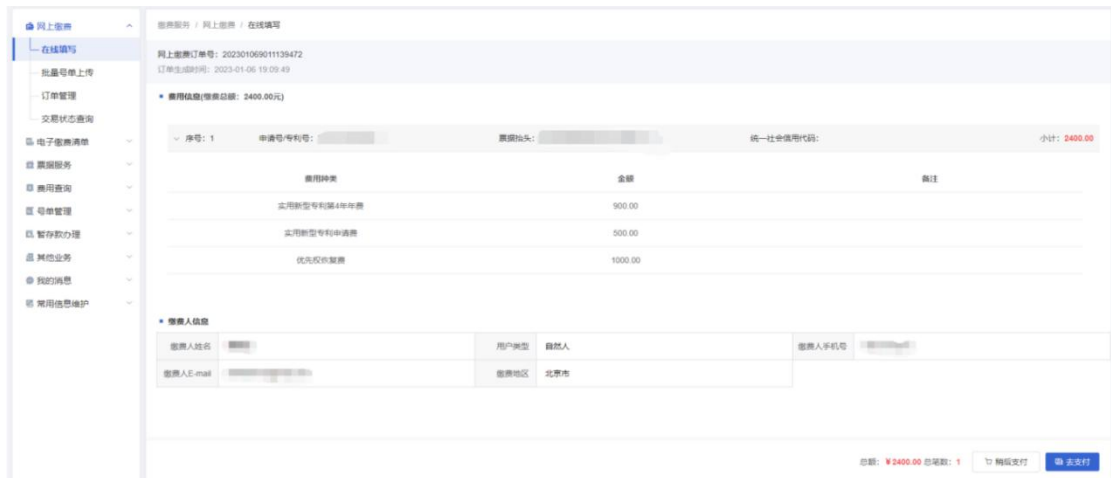 网上缴费
在线填写
批量号单上传
订单管理
交易状态查询
电子缴费清单
票据服务
费用查询
号单管理
暂存款办理
其他业务
我的消息
常用信息维护
缴费服务 / 网上缴费 / 在线填写
网上缴费订单号：202301069011139472
订单生成时间：2023-01-06 19:09:49
费用信息(缴费总额：2400.00元)
序号：1 申请号/专利号： 票据抬头： 统一社会信用代码： 小计：2400.00
费用种类 金额 备注
实用新型专利第4年年费 900.00
实用新型专利申请费 500.00
优先权恢复费 1000.00
缴费人信息
缴费人姓名 用户类型 自然人 缴费人手机号
缴费人E-mail 缴费地区 北京市
总额：￥2400.00 总笔数：1 稍后支付 去支付